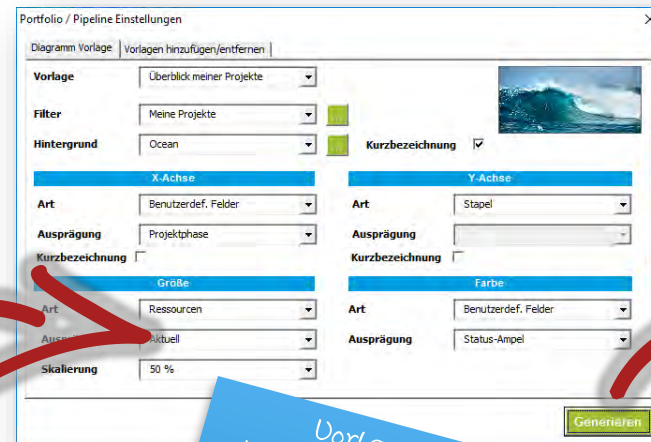 Portfolio / Pipeline Einstellungen
Diagramm Vorlage Vorlagen hinzufügen/entfernen
Vorlage Überblick meiner Projekte
Filter Meine Projekte
Hintergrund Ocean Kurzbezeichnung
X-Achse Y-Achse
Art Benutzerdef. Felder Art Stapel
Ausprägung Projektphase Ausprägung
Kurzbezeichnung Kurzbezeichnung
Größe Farbe
Art Ressourcen Art Benutzerdef. Felder
Aktuell Ausprägung Status-Ampel
Skalierung 50 %
Generieren